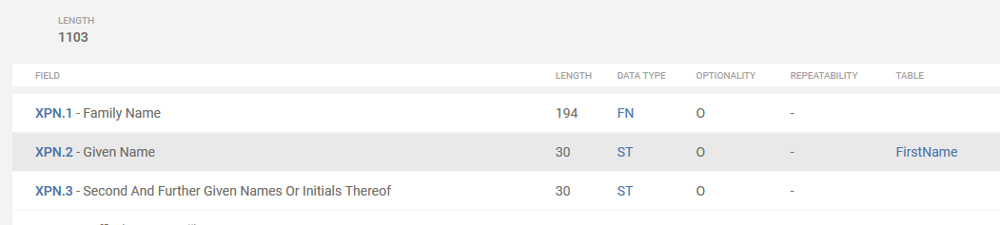 LENGTH
1103
FIELD LENGTH DATA TYPE OPTIONALITY REPEATABILITY TABLE
XPN.1 - Family Name 194 FN O -
XPN.2 - Given Name 30 ST O - FirstName
XPN.3 - Second And Further Given Names Or Initials Thereof 30 ST O -